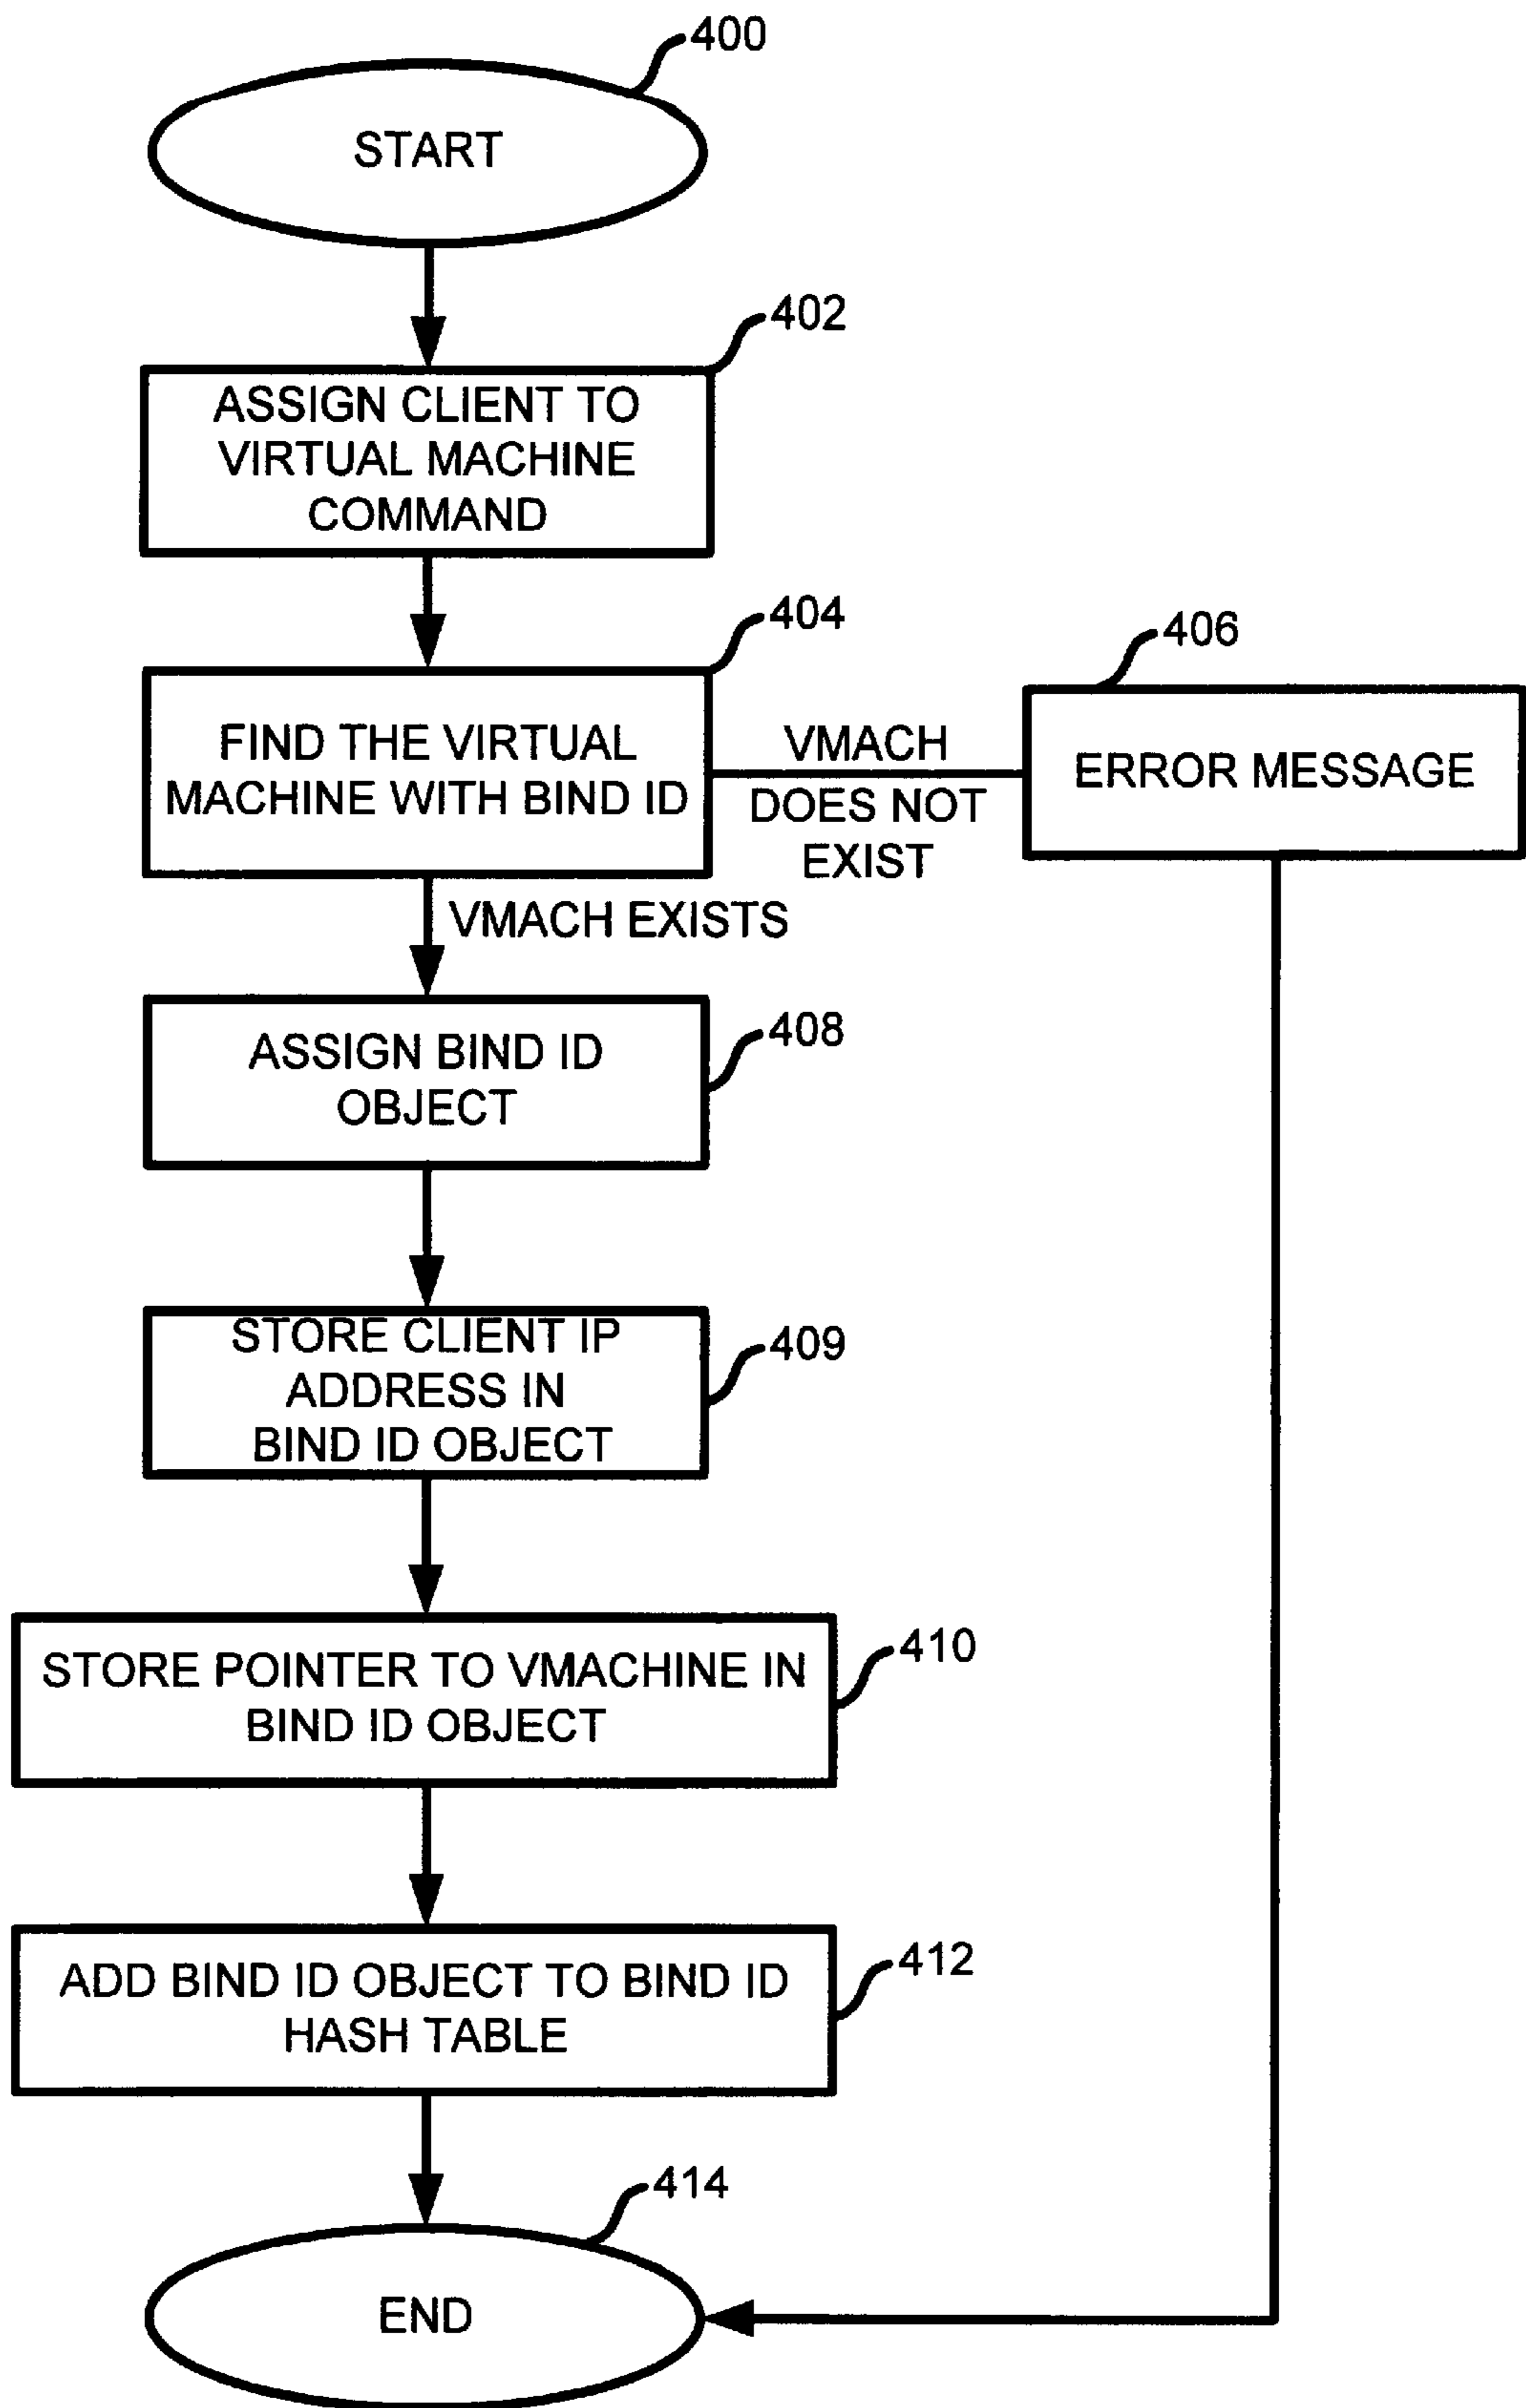 400
START
402
ASSIGN CLIENT TO
VIRTUAL MACHINE
COMMAND
404
FIND THE VIRTUAL
MACHINE WITH BIND ID
VMACH
DOES NOT
EXIST
406
ERROR MESSAGE
VMACH EXISTS
408
ASSIGN BIND ID
OBJECT
409
STORE CLIENT IP
ADDRESS IN
BIND ID OBJECT
410
STORE POINTER TO VMACHINE IN
BIND ID OBJECT
412
ADD BIND ID OBJECT TO BIND ID
HASH TABLE
414
END